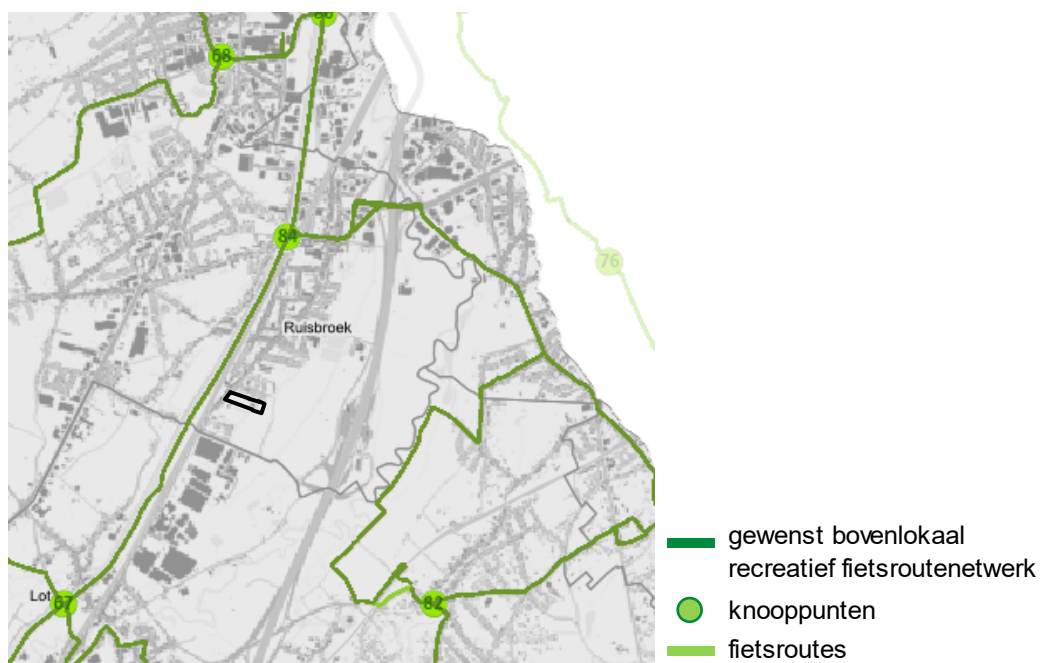 68
84
76
Ruisbroek
Lot
67
82
gewenst bovenlokaal
recreatief fietsroutenetwerk
knooppunten
fietsroutes